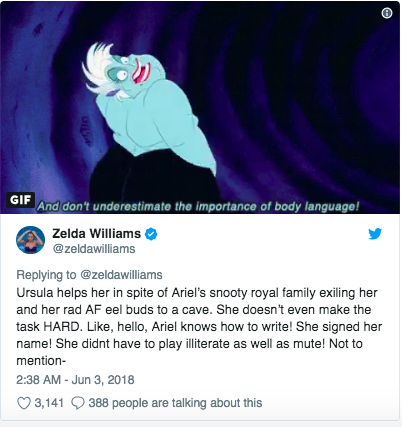 GIF
And don't underestimate the importance of body language!
Zelda Williams
@zeldawilliams
Replying to @zeldawilliams
Ursula helps her in spite of Ariel's snooty royal family exiling her
and her rad AF eel buds to a cave. She doesn't even make the
task HARD. Like, hello, Ariel knows how to write! She signed her
name! She didnt have to play illiterate as well as mute! Not to
mention-
2:38 AM - Jun 3, 2018
3,141 388 people are talking about this